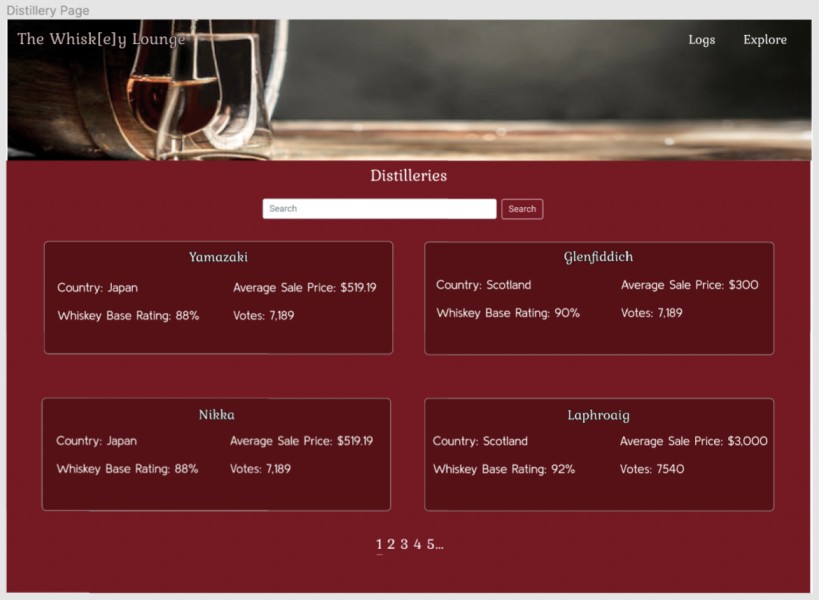 Distillery Page
The Whisk[e]y Lounge
Logs Explore
Distilleries
Search Search
Yamazaki
Country: Japan Average Sale Price: $519.19
Whiskey Base Rating: 88% Votes: 7,189
Glenfiddich
Country: Scotland Average Sale Price: $300
Whiskey Base Rating: 90% Votes: 7,189
Nikka
Country: Japan Average Sale Price: $519.19
Whiskey Base Rating: 88% Votes: 7,189
Laphroaig
Country: Scotland Average Sale Price: $3,000
Whiskey Base Rating: 92% Votes: 7540
1 2 3 4 5...